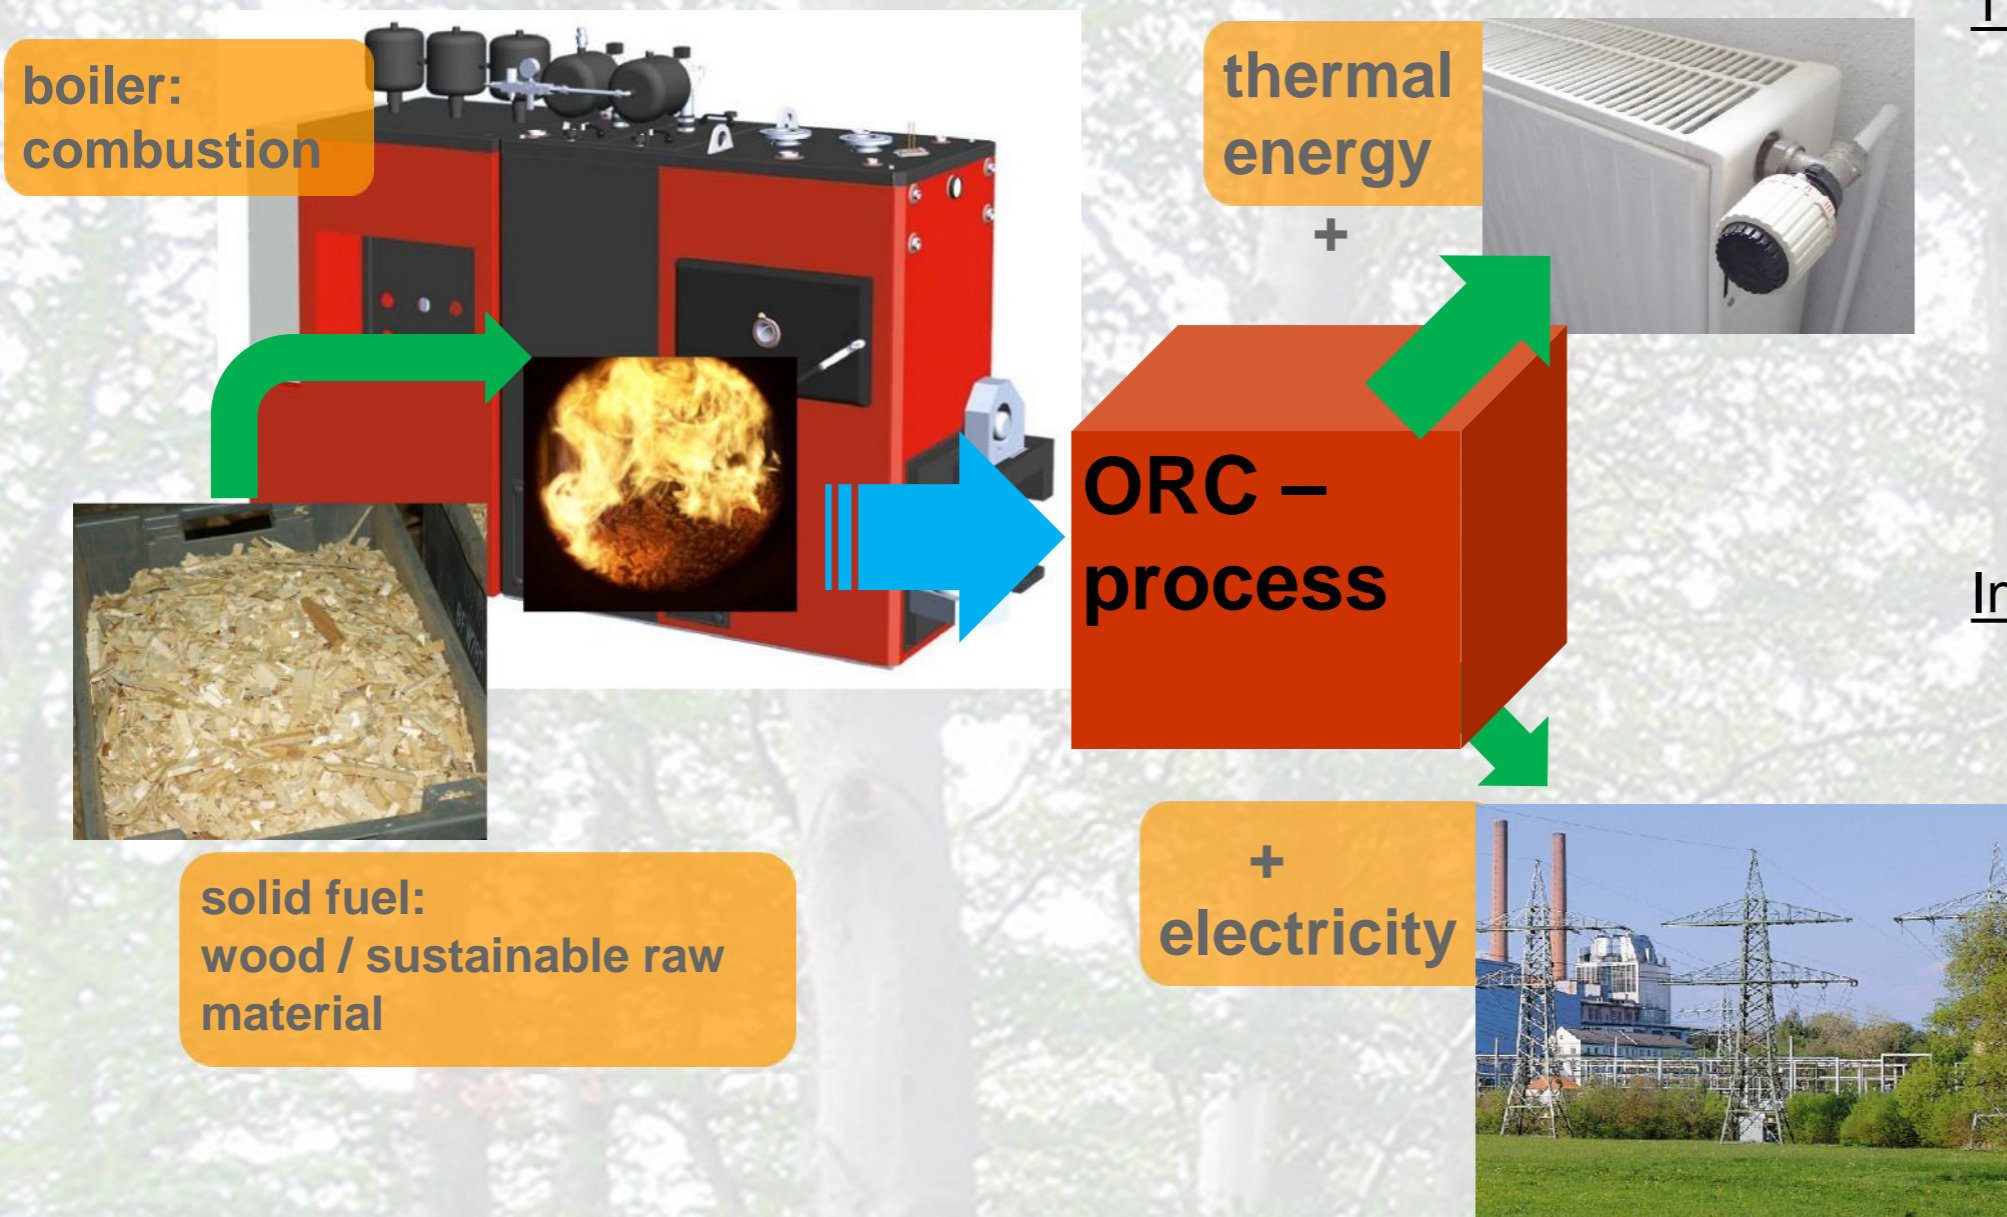 boiler:
combustion
thermal
energy
+
ORC –
process
+
electricity
solid fuel:
wood / sustainable raw
material